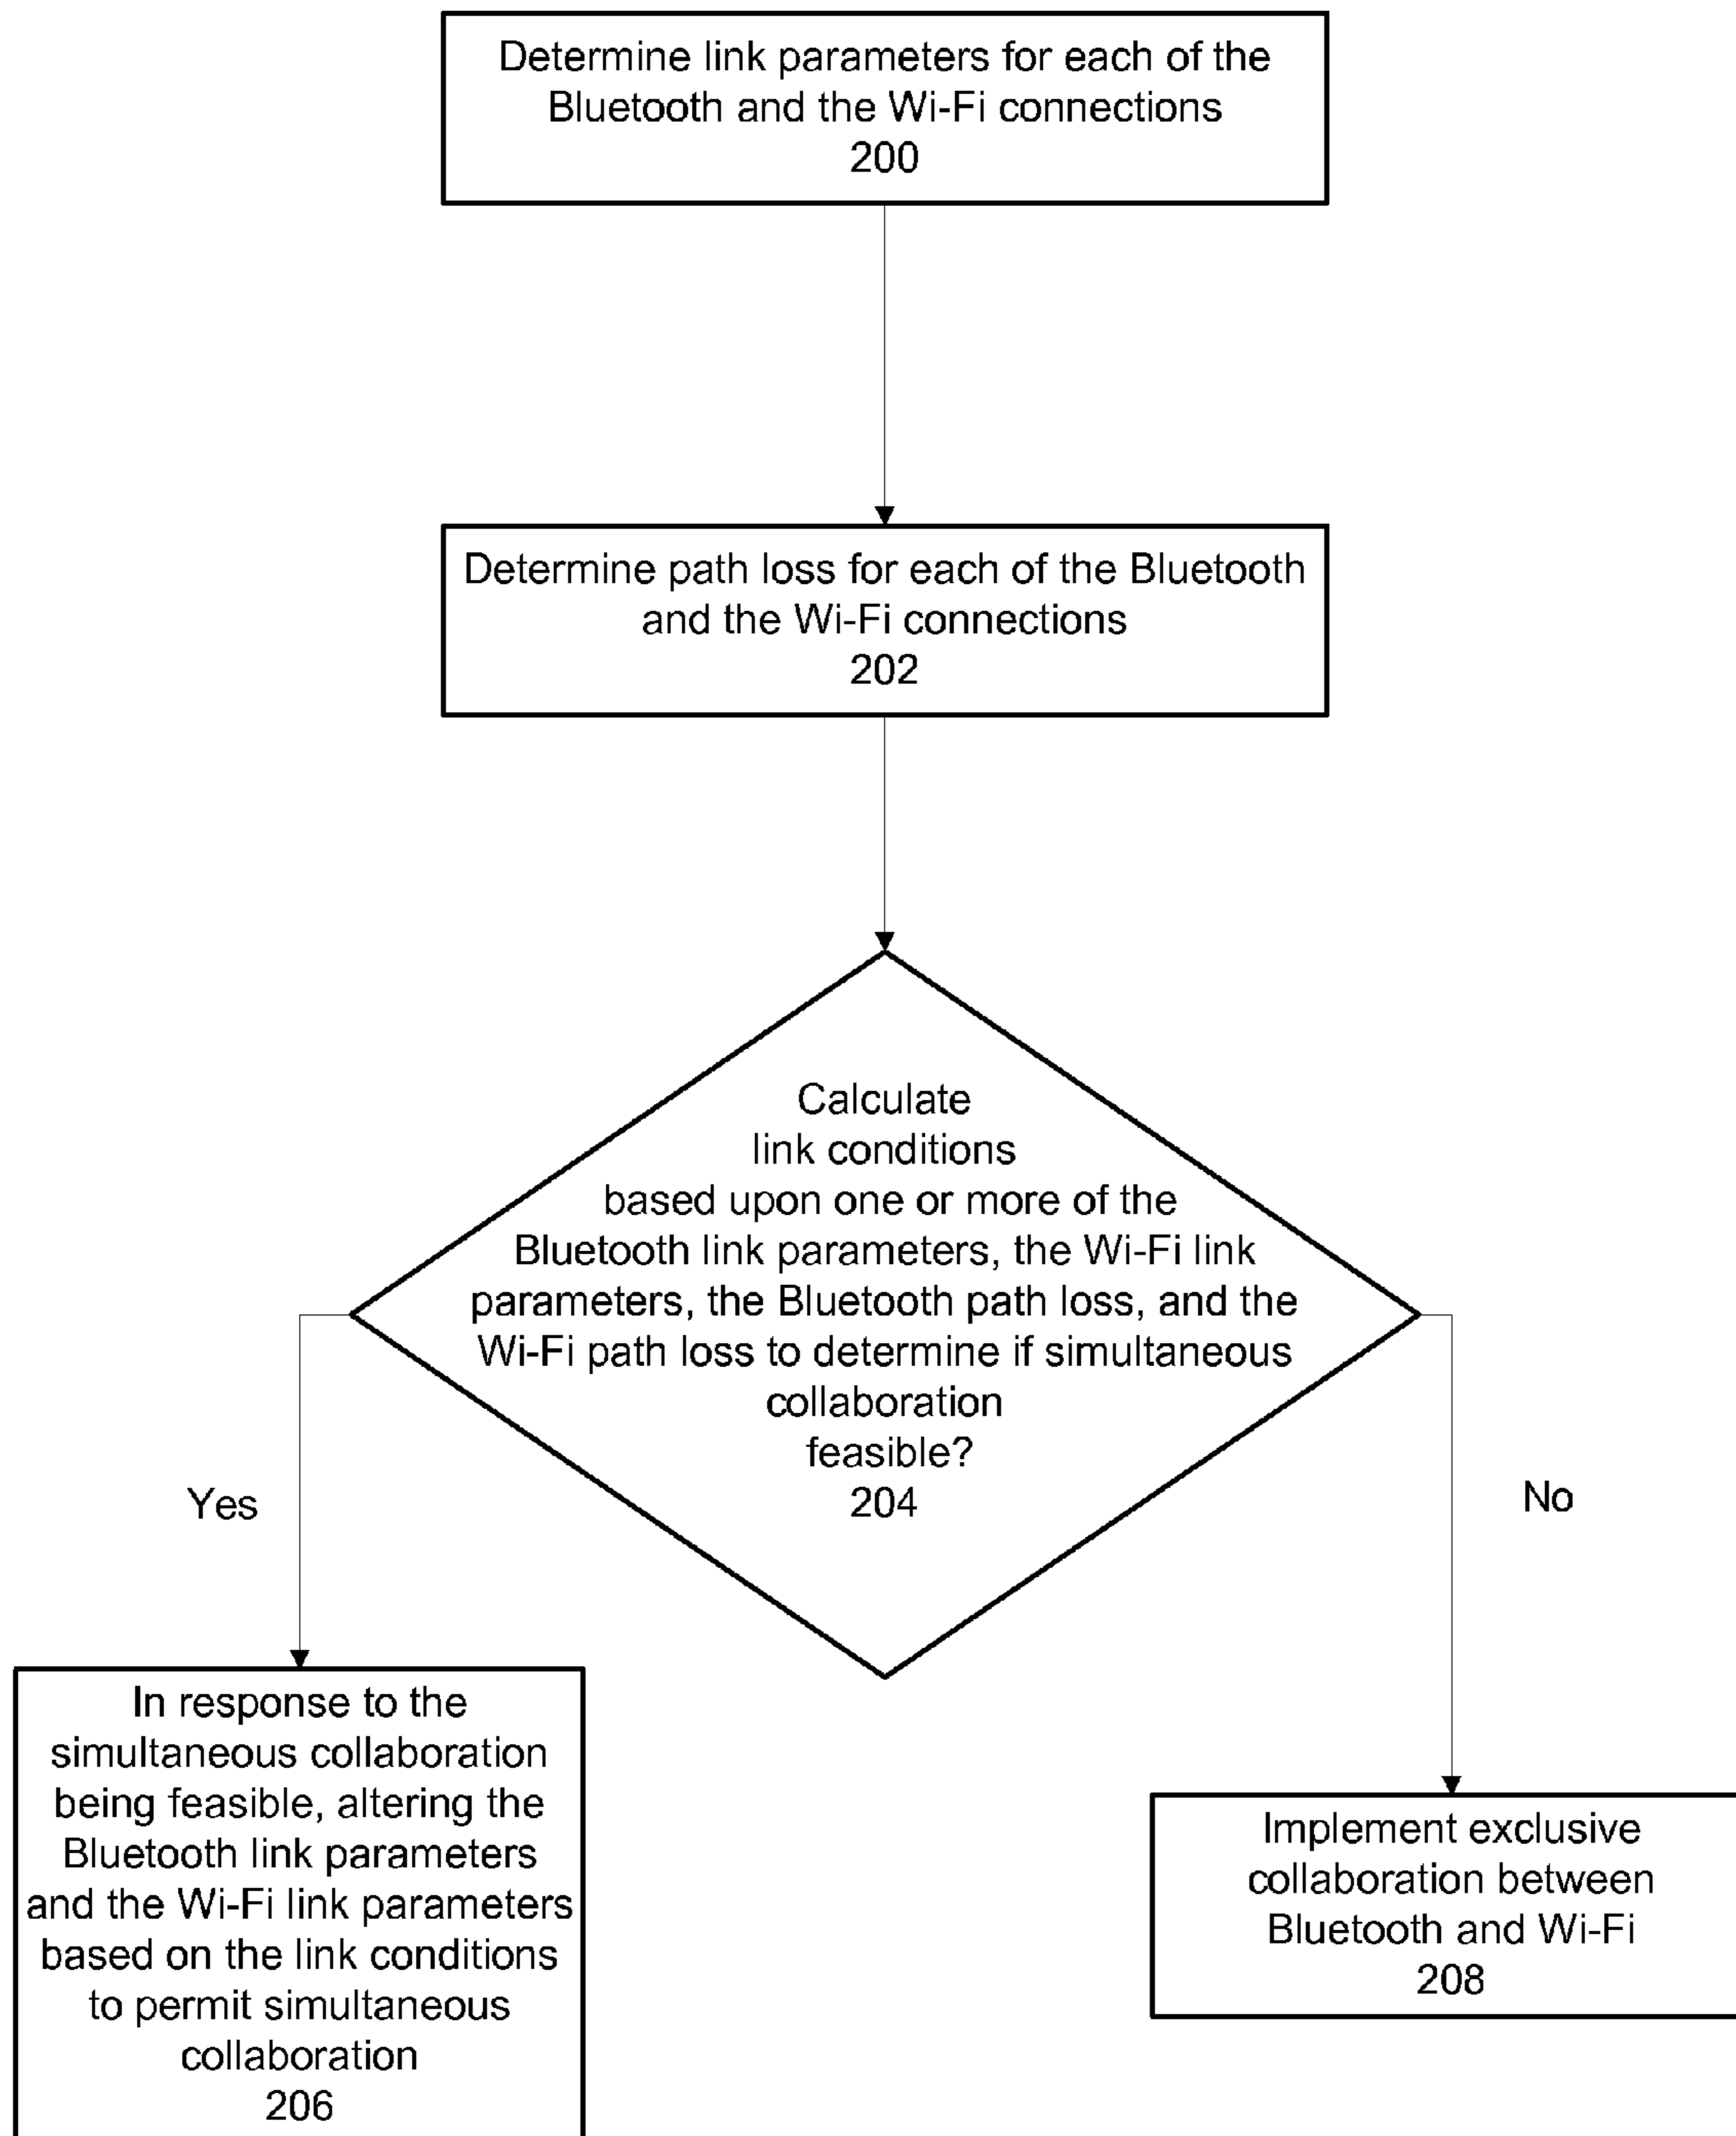 Determine link parameters for each of the
Bluetooth and the Wi-Fi connections
200
Determine path loss for each of the Bluetooth
and the Wi-Fi connections
202
Calculate
link conditions
based upon one or more of the
Bluetooth link parameters, the Wi-Fi link
parameters, the Bluetooth path loss, and the
Wi-Fi path loss to determine if simultaneous
collaboration
feasible?
204
Yes
No
In response to the
simultaneous collaboration
being feasible, altering the
Bluetooth link parameters
and the Wi-Fi link parameters
based on the link conditions
to permit simultaneous
collaboration
206
Implement exclusive
collaboration between
Bluetooth and Wi-Fi
208